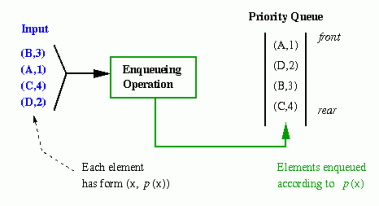 Input
(B,3)
(A,1)
(C,4)
(D,2)
Enqueueing
Operation
Each element
has form (x, p(x))
Priority Queue
(A,1)
(D,2)
(B,3)
(C,4)
front
rear
Elements enqueued
according to p(x)